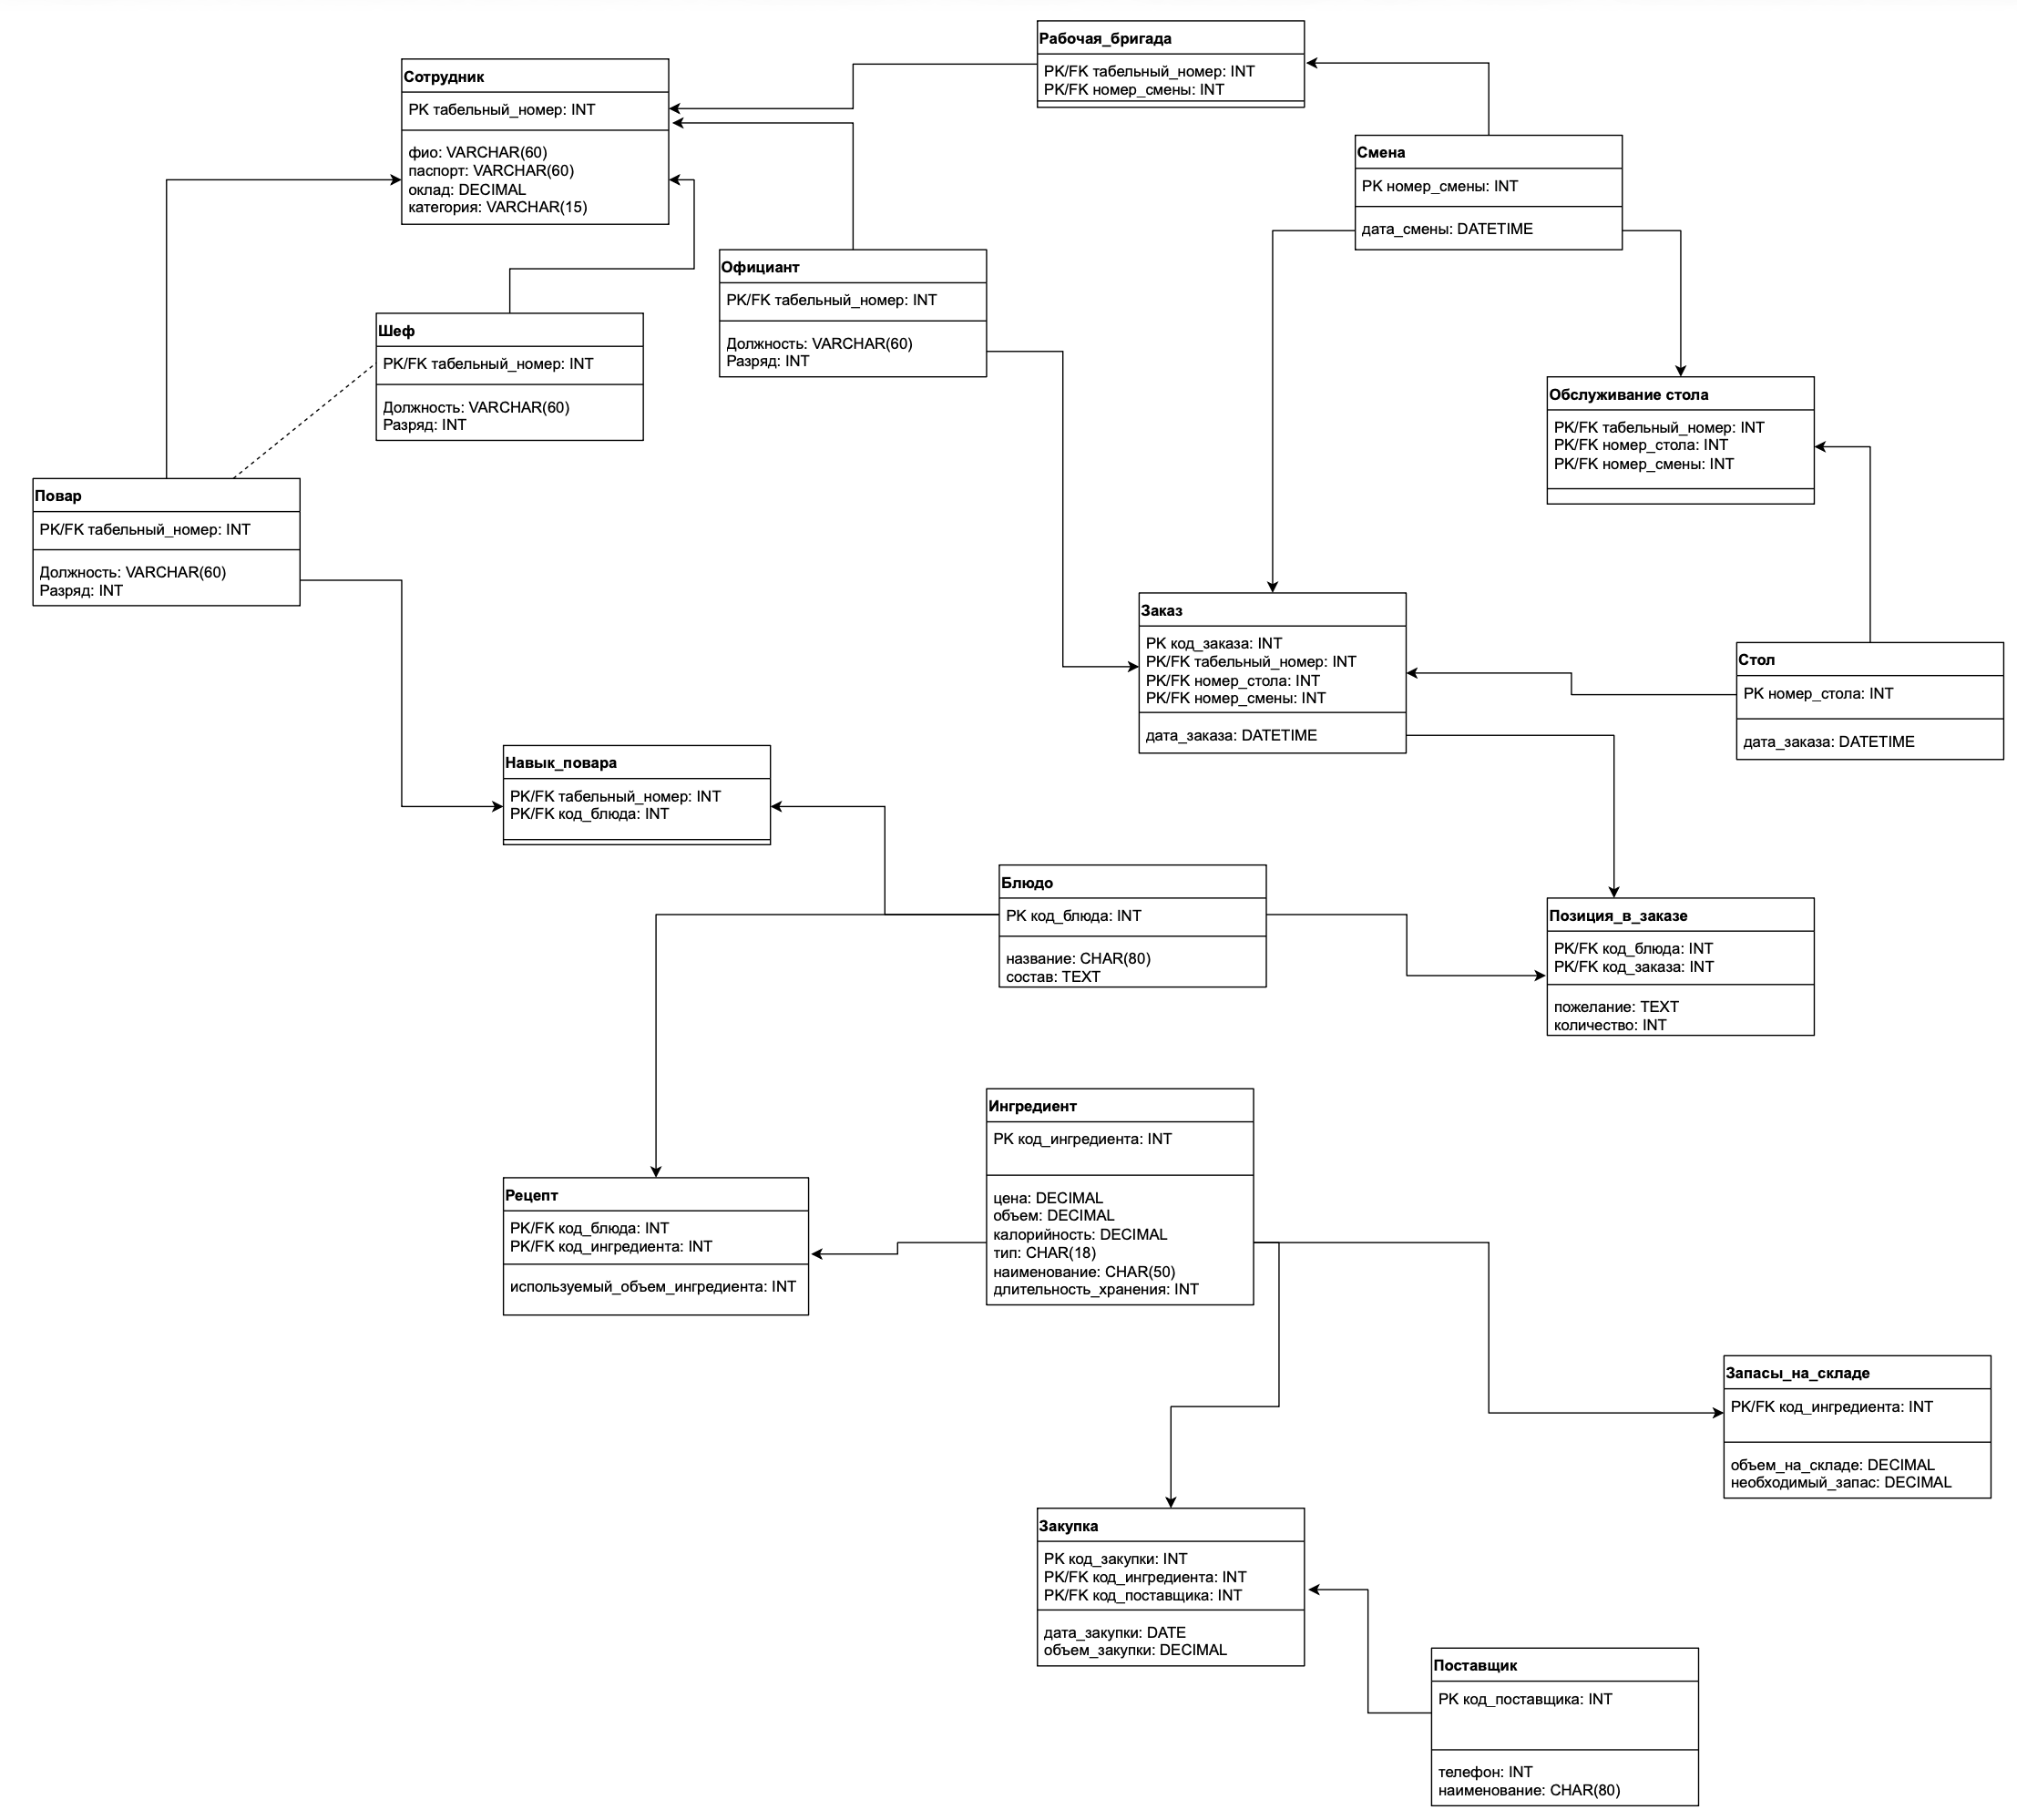 Рабочая_бригада
PK/FK табельный_номер: INT
PK/FK номер_смены: INT
Сотрудник
PK табельный_номер: INT
фио: VARCHAR(60)
паспорт: VARCHAR(60)
оклад: DECIMAL
категория: VARCHAR(15)
Смена
PK номер_смены: INT
дата_смены: DATETIME
Официант
PK/FK табельный_номер: INT
Должность: VARCHAR(60)
Разряд: INT
Шеф
PK/FK табельный_номер: INT
Должность: VARCHAR(60)
Разряд: INT
Обслуживание стола
PK/FK табельный_номер: INT
PK/FK номер_стола: INT
PK/FK номер_смены: INT
Повар
PK/FK табельный_номер: INT
Должность: VARCHAR(60)
Разряд: INT
Заказ
PK код_заказа: INT
PK/FK табельный_номер: INT
PK/FK номер_стола: INT
PK/FK номер_смены: INT
дата_заказа: DATETIME
Стол
PK номер_стола: INT
дата_заказа: DATETIME
Навык_повара
PK/FK табельный_номер: INT
PK/FK код_блюда: INT
Блюдо
PK код_блюда: INT
название: CHAR(80)
состав: TEXT
Позиция_в_заказе
PK/FK код_блюда: INT
PK/FK код_заказа: INT
пожелание: TEXT
количество: INT
Ингредиент
PK код_ингредиента: INT
цена: DECIMAL
объем: DECIMAL
калорийность: DECIMAL
тип: CHAR(18)
наименование: CHAR(50)
длительность_хранения: INT
Рецепт
PK/FK код_блюда: INT
PK/FK код_ингредиента: INT
используемый_объем_ингредиента: INT
Запасы_на_складе
PK/FK код_ингредиента: INT
объем_на_складе: DECIMAL
необходимый_запас: DECIMAL
Закупка
PK код_закупки: INT
PK/FK код_ингредиента: INT
PK/FK код_поставщика: INT
дата_закупки: DATE
объем_закупки: DECIMAL
Поставщик
PK код_поставщика: INT
телефон: INT
наименование: CHAR(80)